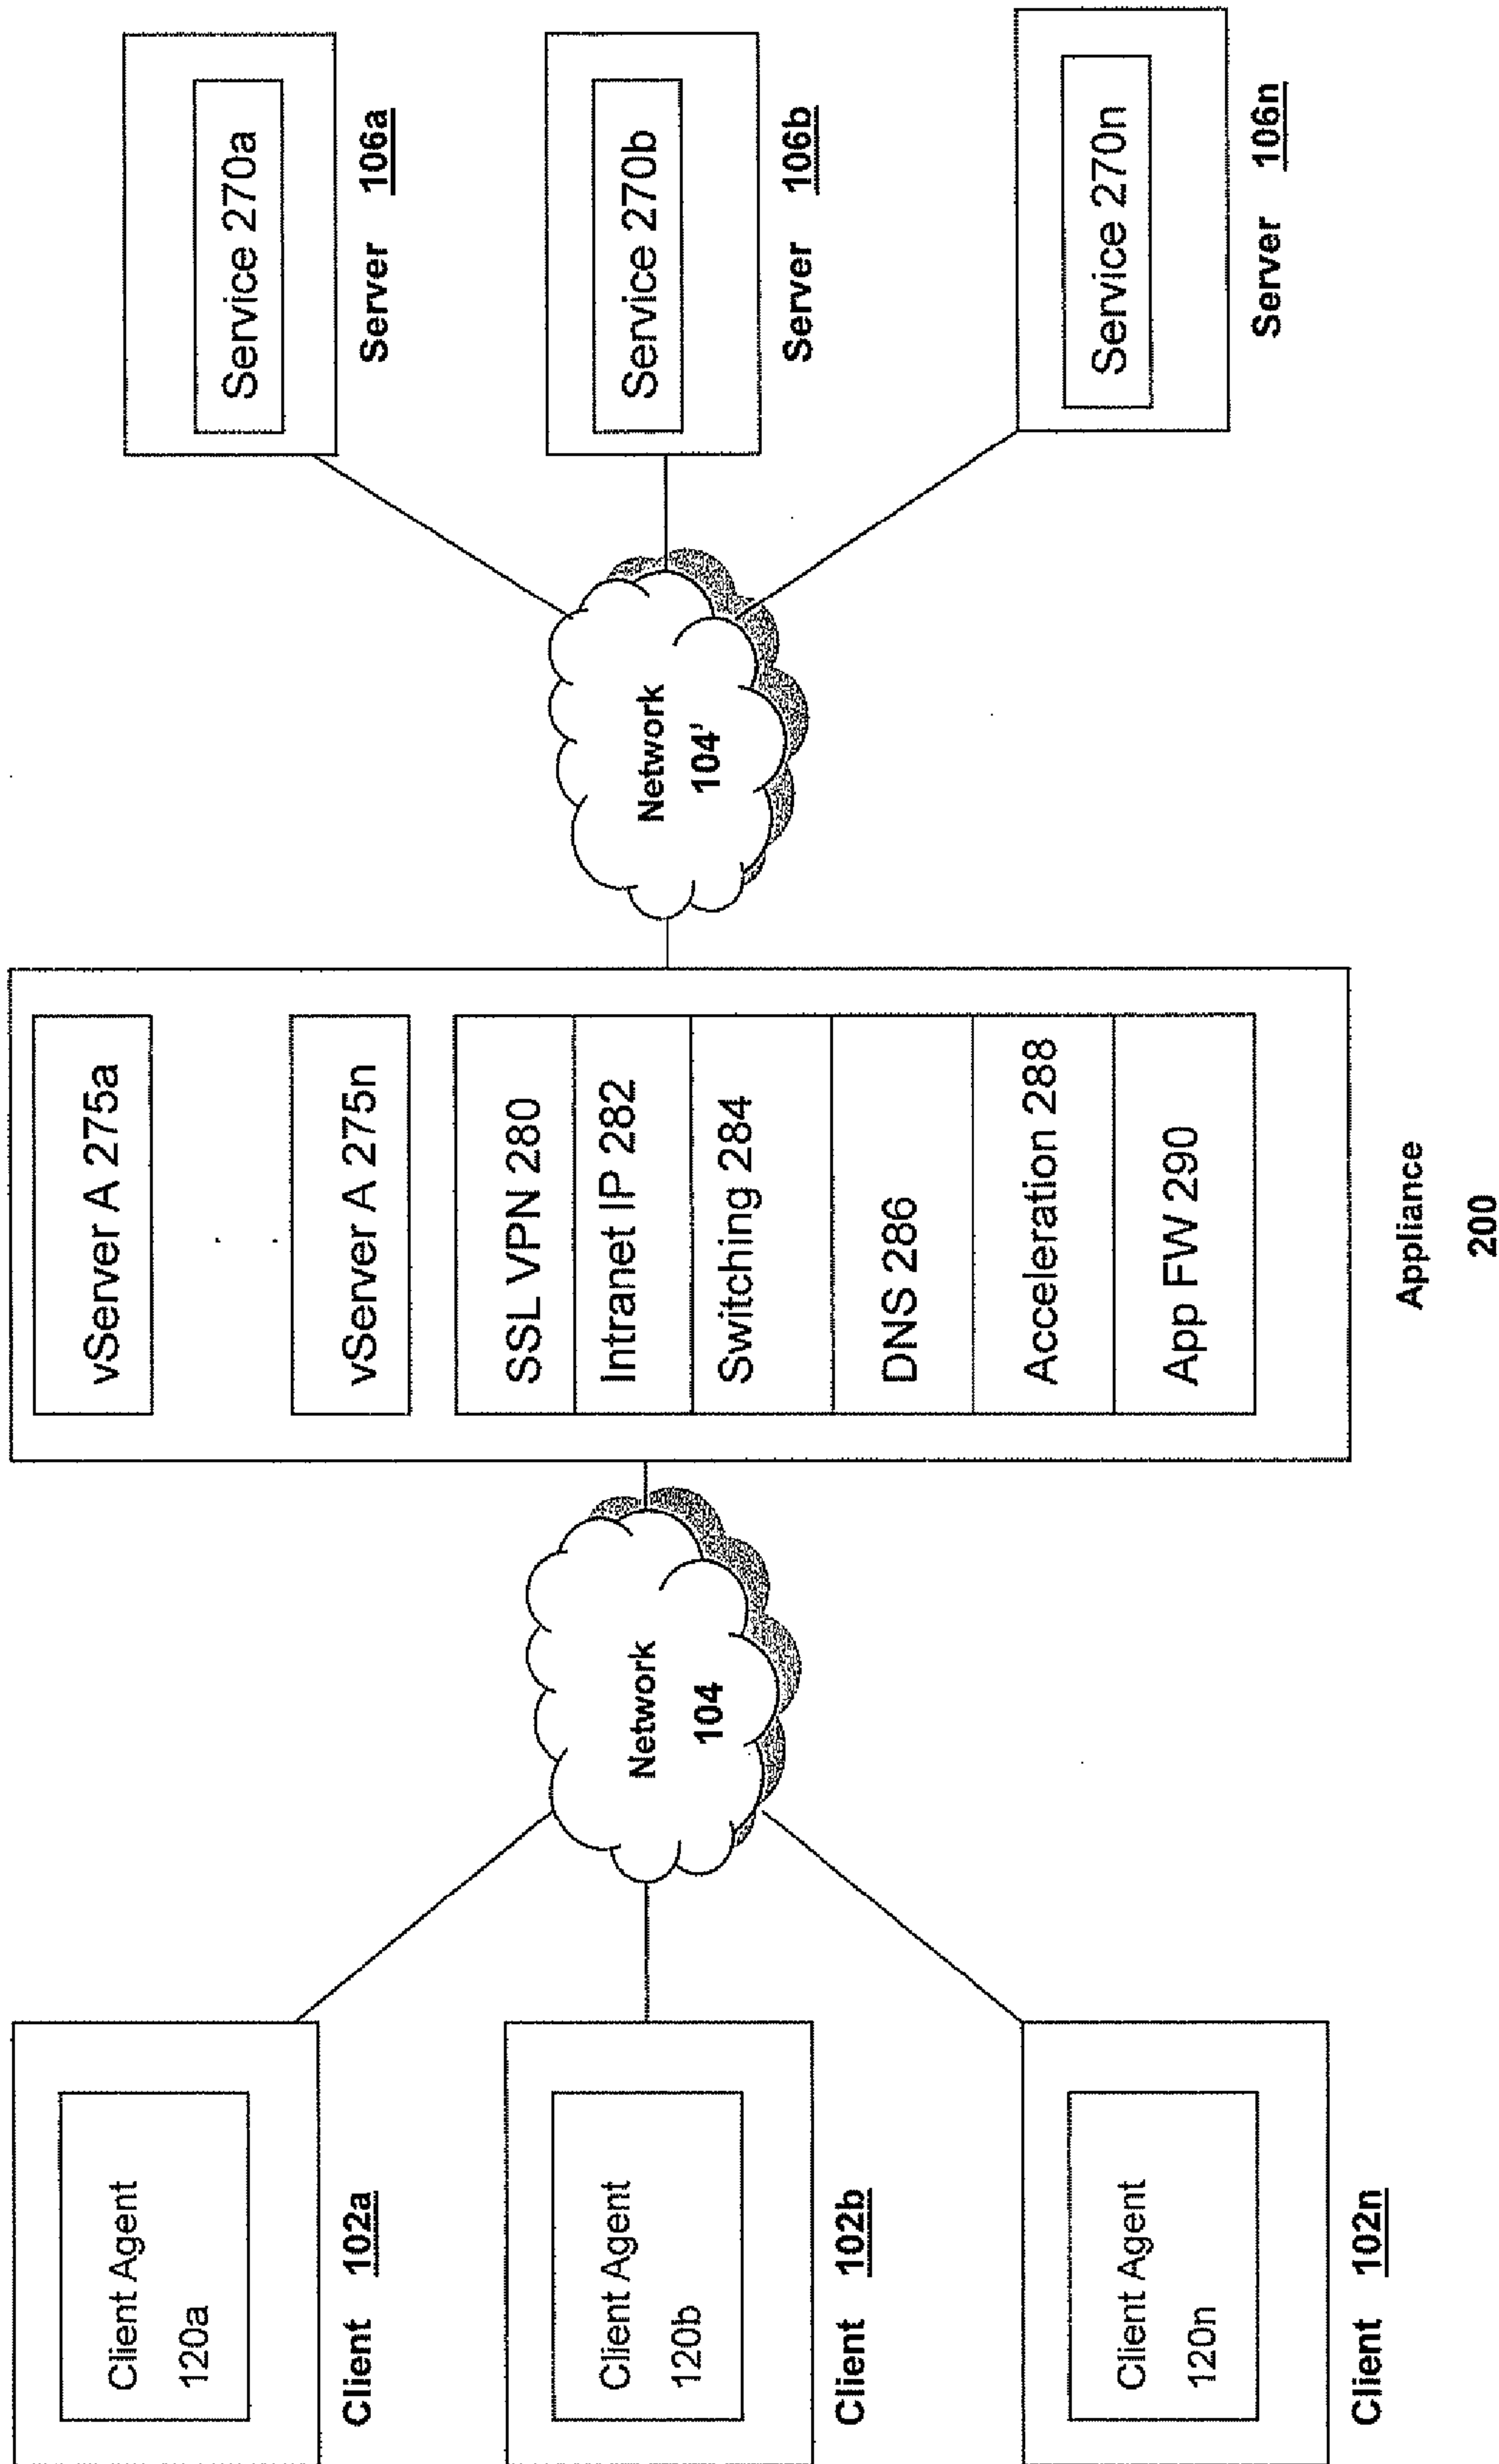 Client Agent
120a
Client 102a
Client Agent
120b
Client 102b
Client Agent
120n
Client 102n
Network
104
vServer A 275a
vServer A 275n
SSL VPN 280
Intranet IP 282
Switching 284
DNS 286
Acceleration 288
App FW 290
Appliance
200
Network
104'
Service 270a
Server 106a
Service 270b
Server 106b
Service 270n
Server 106n